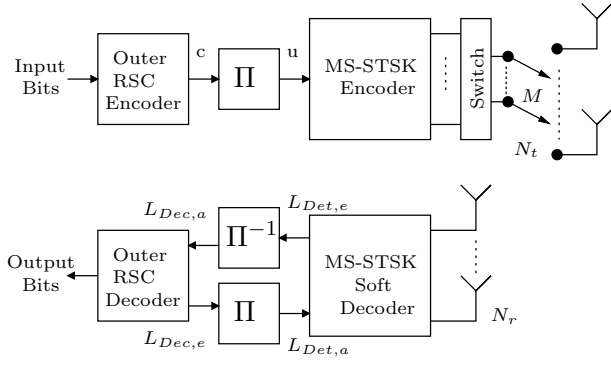 Input
Bits
Outer
RSC
Encoder
c
Π
u
MS-STSK
Encoder
Switch
M
N_t
Output
Bits
Outer
RSC
Decoder
L_{Dec,a}
Π^{-1}
L_{Det,e}
L_{Dec,e}
Π
L_{Det,a}
MS-STSK
Soft
Decoder
N_r